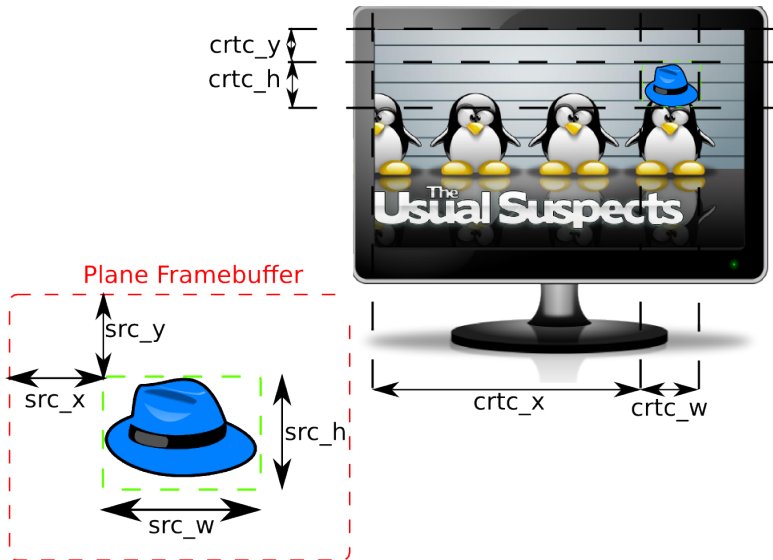 crtc_y
crtc_h
The
Usual Suspects
Plane Framebuffer
src_y
src_x
src_h
src_w
crtc_x
crtc_w